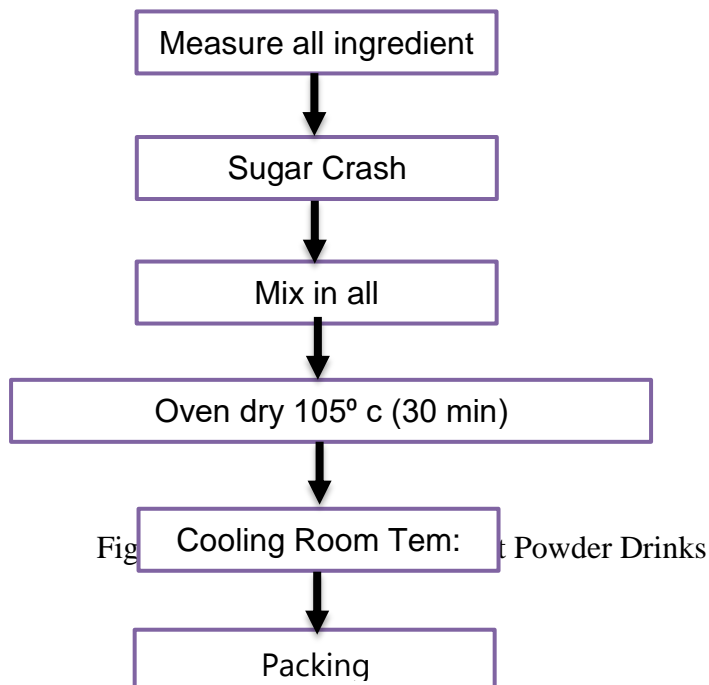 Measure all ingredient
Sugar Crash
Mix in all
Oven dry 105⁰ c (30 min)
Cooling Room Tem:
Fig t Powder Drinks
Packing